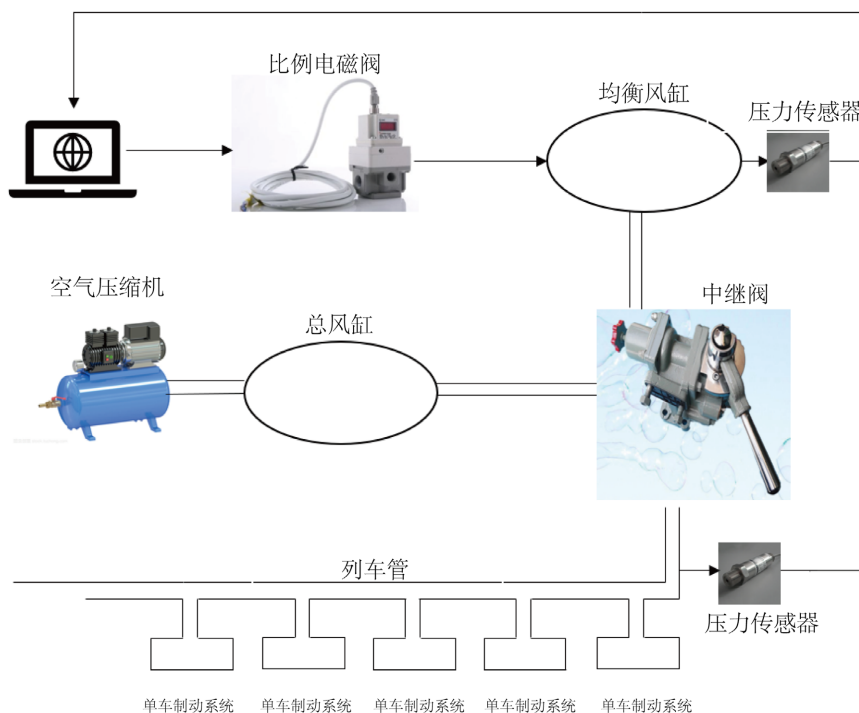 比例电磁阀
均衡风缸
压力传感器
空气压缩机
总风缸
中继阀
列车管
压力传感器
单车制动系统
单车制动系统
单车制动系统
单车制动系统
单车制动系统